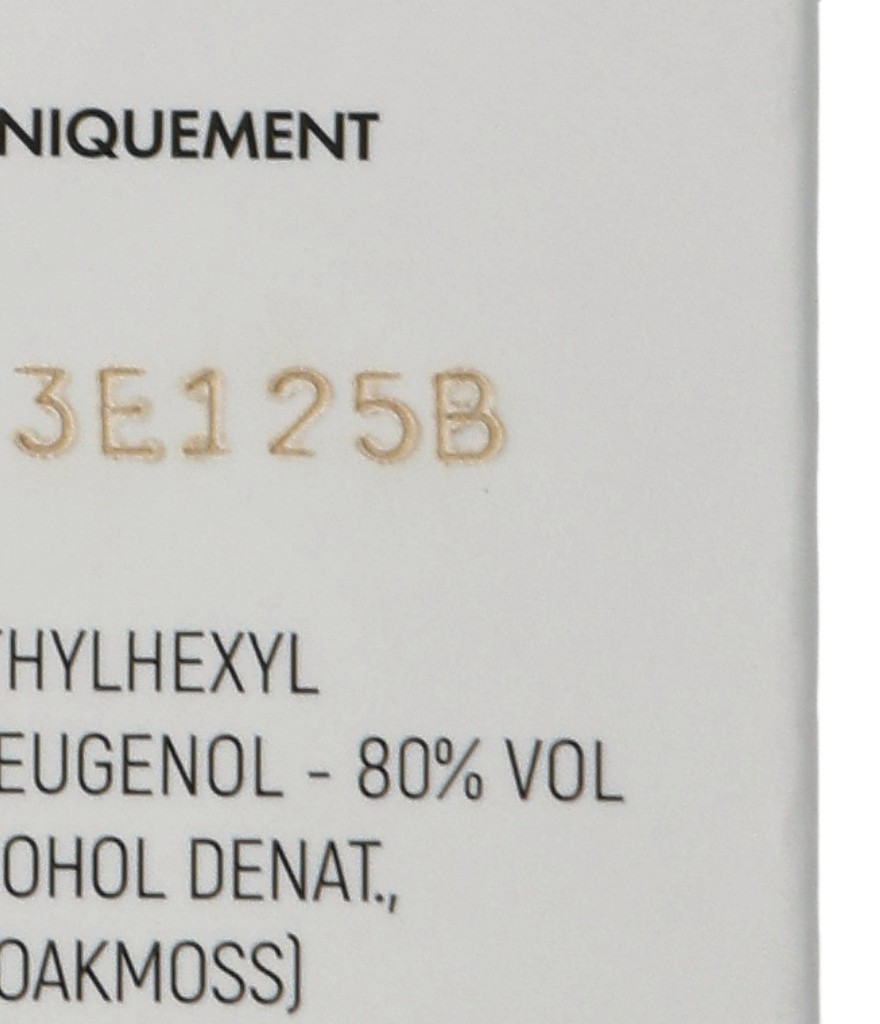 NIQUEMENT
3E125B
THYLHEXYL
EUGENOL - 80% VOL
OHOL DENAT.,
OAKMOSS)